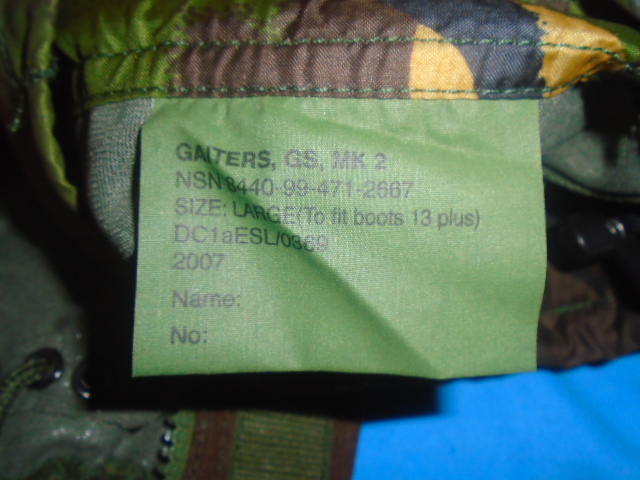 GAITERS, GS, MK 2
NSN 8440-99-471-2667
SIZE: LARGE(To fit boots 13 plus)
DC1aESL/0369
2007
Name:
No: